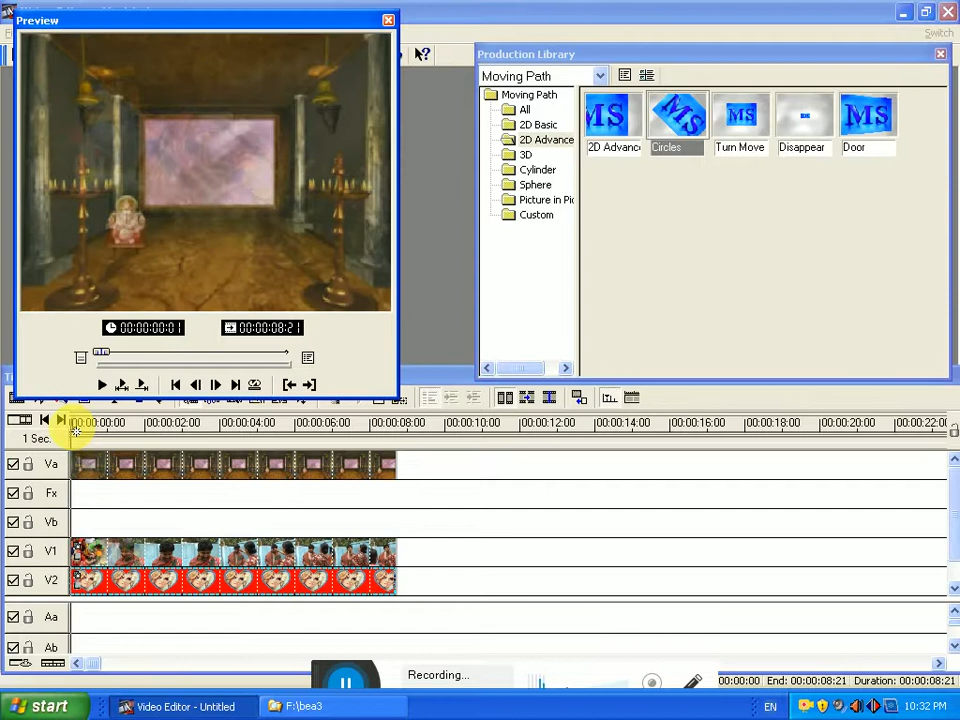 Preview
Video Editor - Untitled
Switch
Production Library
Moving Path
Moving Path
All
2D Basic
2D Advance
3D
Cylinder
Sphere
Picture in Pic
Custom
MS MS MS MS MS
2D Advanc Circles Turn Move Disappear Door
00:00:00:01 00:00:08:21
00:00:00:00 00:00:02:00 00:00:04:00 00:00:06:00 00:00:08:00 00:00:10:00 00:00:12:00 00:00:14:00 00:00:16:00 00:00:18:00 00:00:20:00 00:00:22:0
1 Sec.
Va
Fx
Vb
V1
V2
Aa
Ab
Recording...
00:00:00 End: 00:00:08:21 Duration: 00:00:08:21
start Video Editor - Untitled F:\bea3 EN 10:32 PM